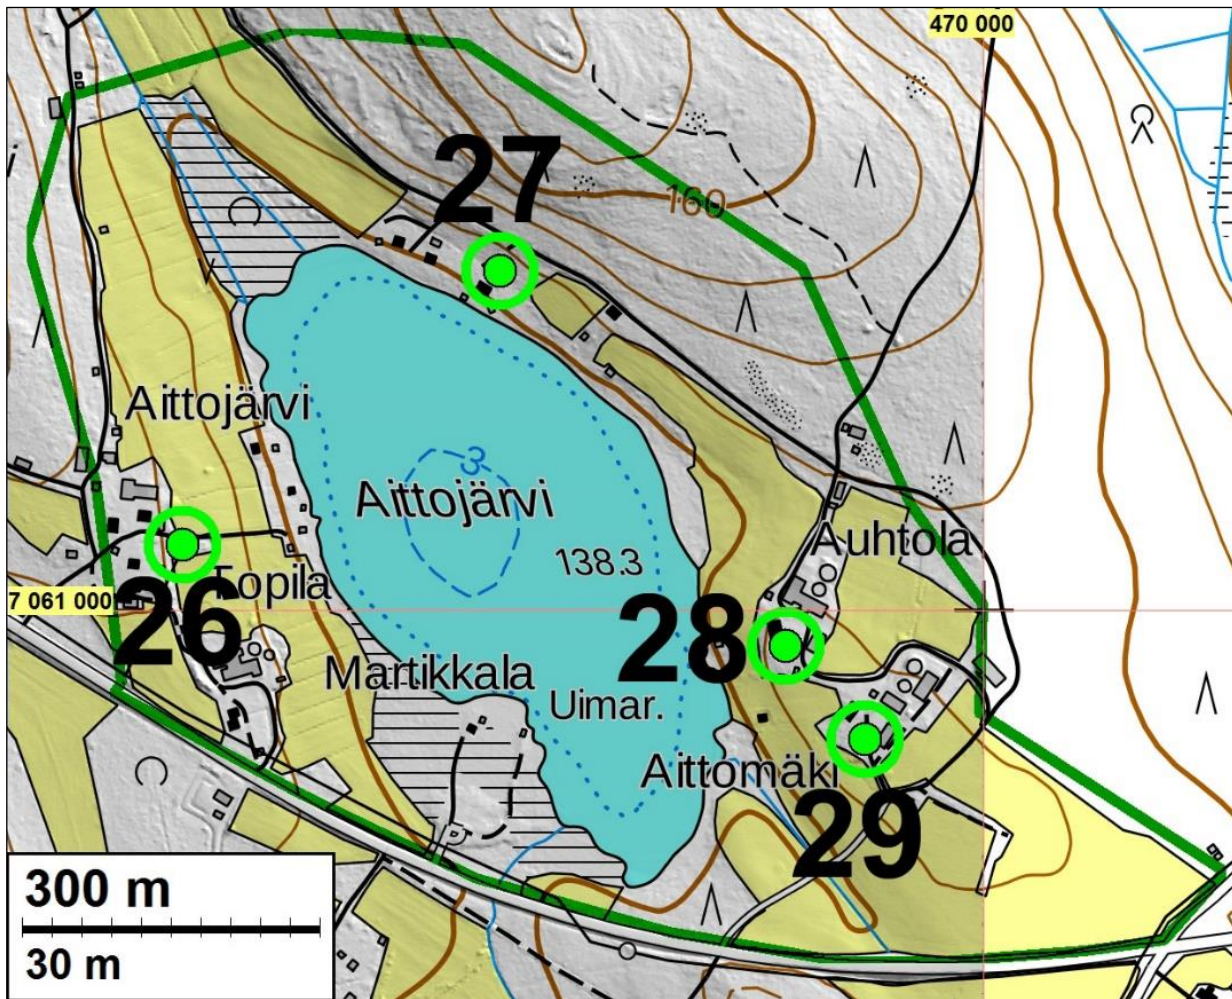 470 000
27
160
Aittojärvi
3
Aittojärvi
Auhtola
138.3
Topila
7 061 000
26
28
Martikkala
Uimar.
Aittomäki
29
P
300 m
30 m